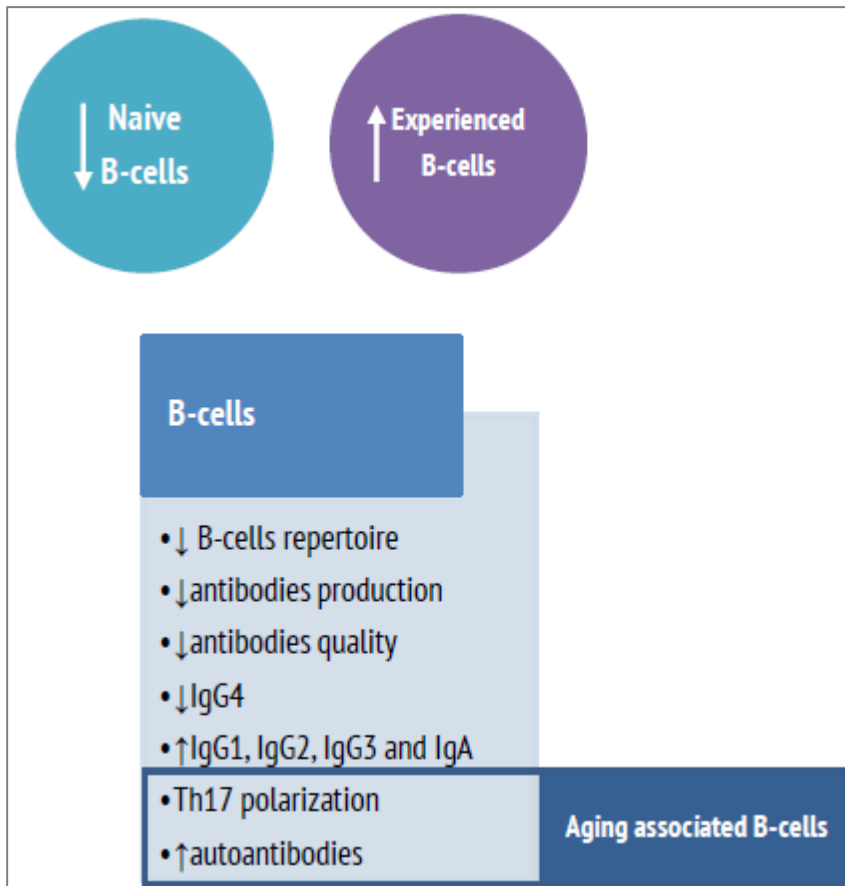 ↓ Naive
B-cells
↑ Experienced
B-cells
B-cells
•↓ B-cells repertoire
•↓antibodies production
•↓antibodies quality
•↓IgG4
•↑IgG1, IgG2, IgG3 and IgA
•Th17 polarization
•↑autoantibodies
Aging associated B-cells